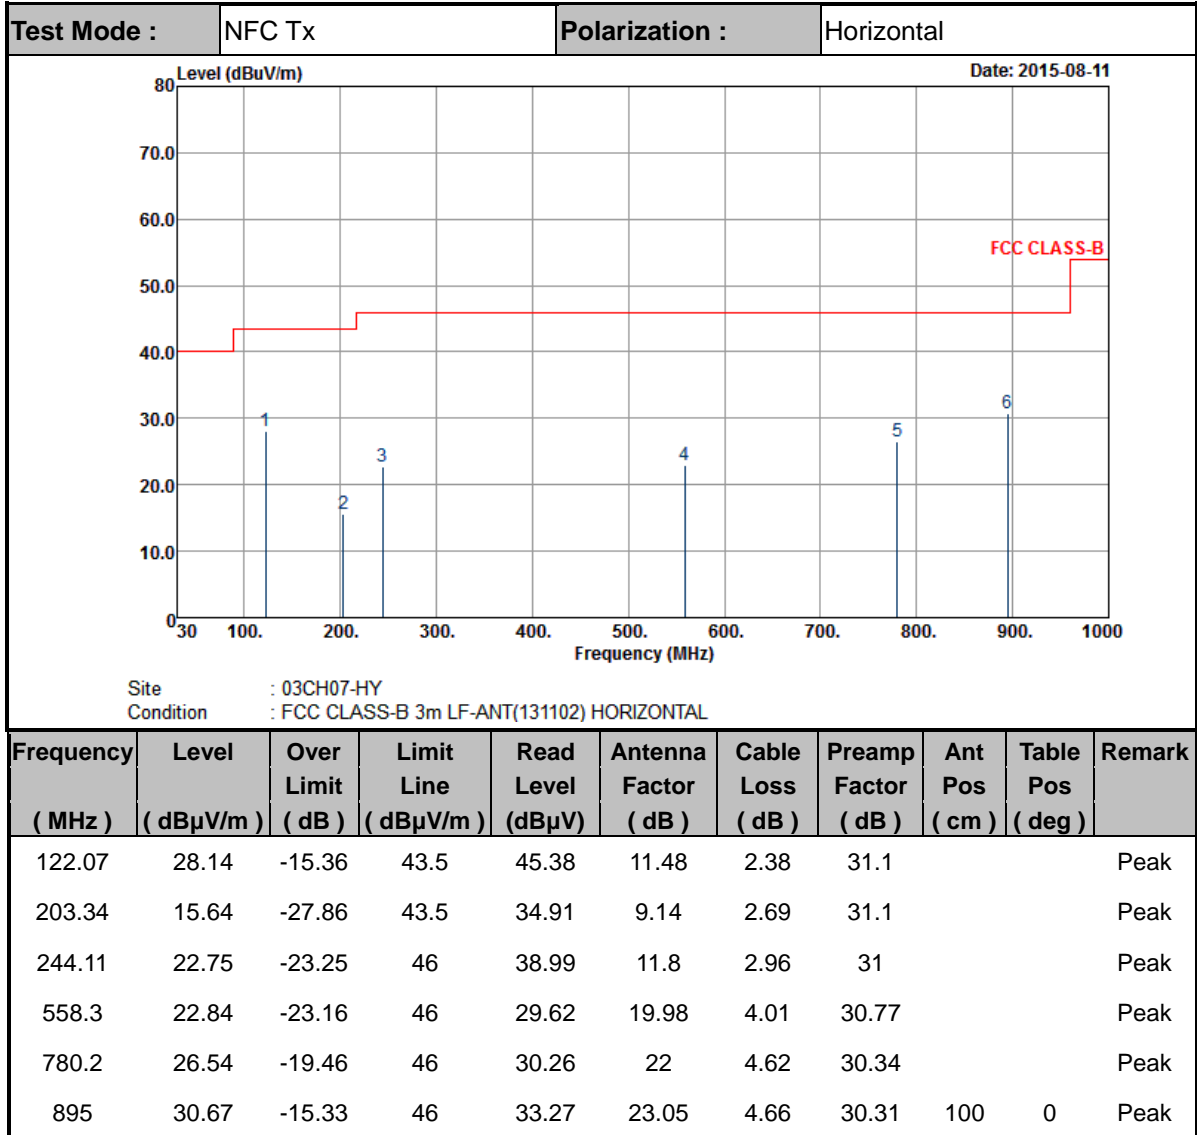 Test Mode : NFC Tx Polarization : Horizontal
Level (dBuV/m) Date: 2015-08-11
80
70.0
60.0
FCC CLASS-B
50.0
40.0
30.0
20.0
10.0
0
1 2 3 4 5 6
30 100. 200. 300. 400. 500. 600. 700. 800. 900. 1000
Frequency (MHz)
Site : 03CH07-HY
Condition : FCC CLASS-B 3m LF-ANT(131102) HORIZONTAL
Frequency Level Over Limit Read Antenna Cable Preamp Ant Table Remark
Limit Line Level Factor Loss Factor Pos Pos
( MHz ) ( dBµV/m ) ( dB ) ( dBµV/m ) (dBµV) ( dB ) ( dB ) ( dB ) ( cm ) ( deg )
122.07 28.14 -15.36 43.5 45.38 11.48 2.38 31.1 Peak
203.34 15.64 -27.86 43.5 34.91 9.14 2.69 31.1 Peak
244.11 22.75 -23.25 46 38.99 11.8 2.96 31 Peak
558.3 22.84 -23.16 46 29.62 19.98 4.01 30.77 Peak
780.2 26.54 -19.46 46 30.26 22 4.62 30.34 Peak
895 30.67 -15.33 46 33.27 23.05 4.66 30.31 100 0 Peak